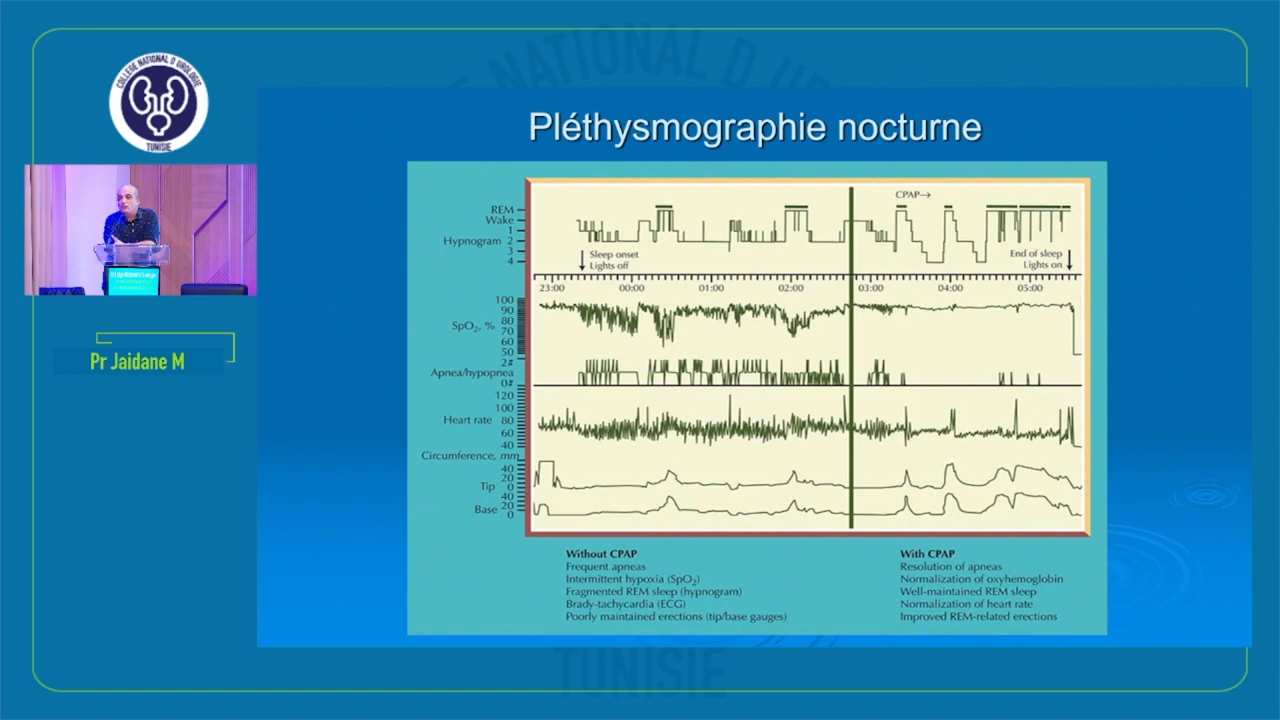 COLLÈGE NATIONAL D UROLOGIE
TUNISIE
Pr Jaidane M
NATIONAL D
TUNISIE
Pléthysmographie nocturne
CPAP→
REM
Wake
1
Hypnogram 2
3
4
Sleep onset
Lights off
End of sleep
Lights on
23:00 00:00 01:00 02:00 03:00 04:00 05:00
100
90
80
SpO₂, % 70
60
50
2#
Apnea/hypopnea
0#
120
100
Heart rate 80
60
40
Circumference, mm
40
20
Tip 0
40
20
Base 0
Without CPAP
Frequent apneas
Intermittent hypoxia (SpO₂)
Fragmented REM sleep (hypnogram)
Brady-tachycardia (ECG)
Poorly maintained erections (tip/base gauges)
With CPAP
Resolution of apneas
Normalization of oxyhemoglobin
Well-maintained REM sleep
Normalization of heart rate
Improved REM-related erections